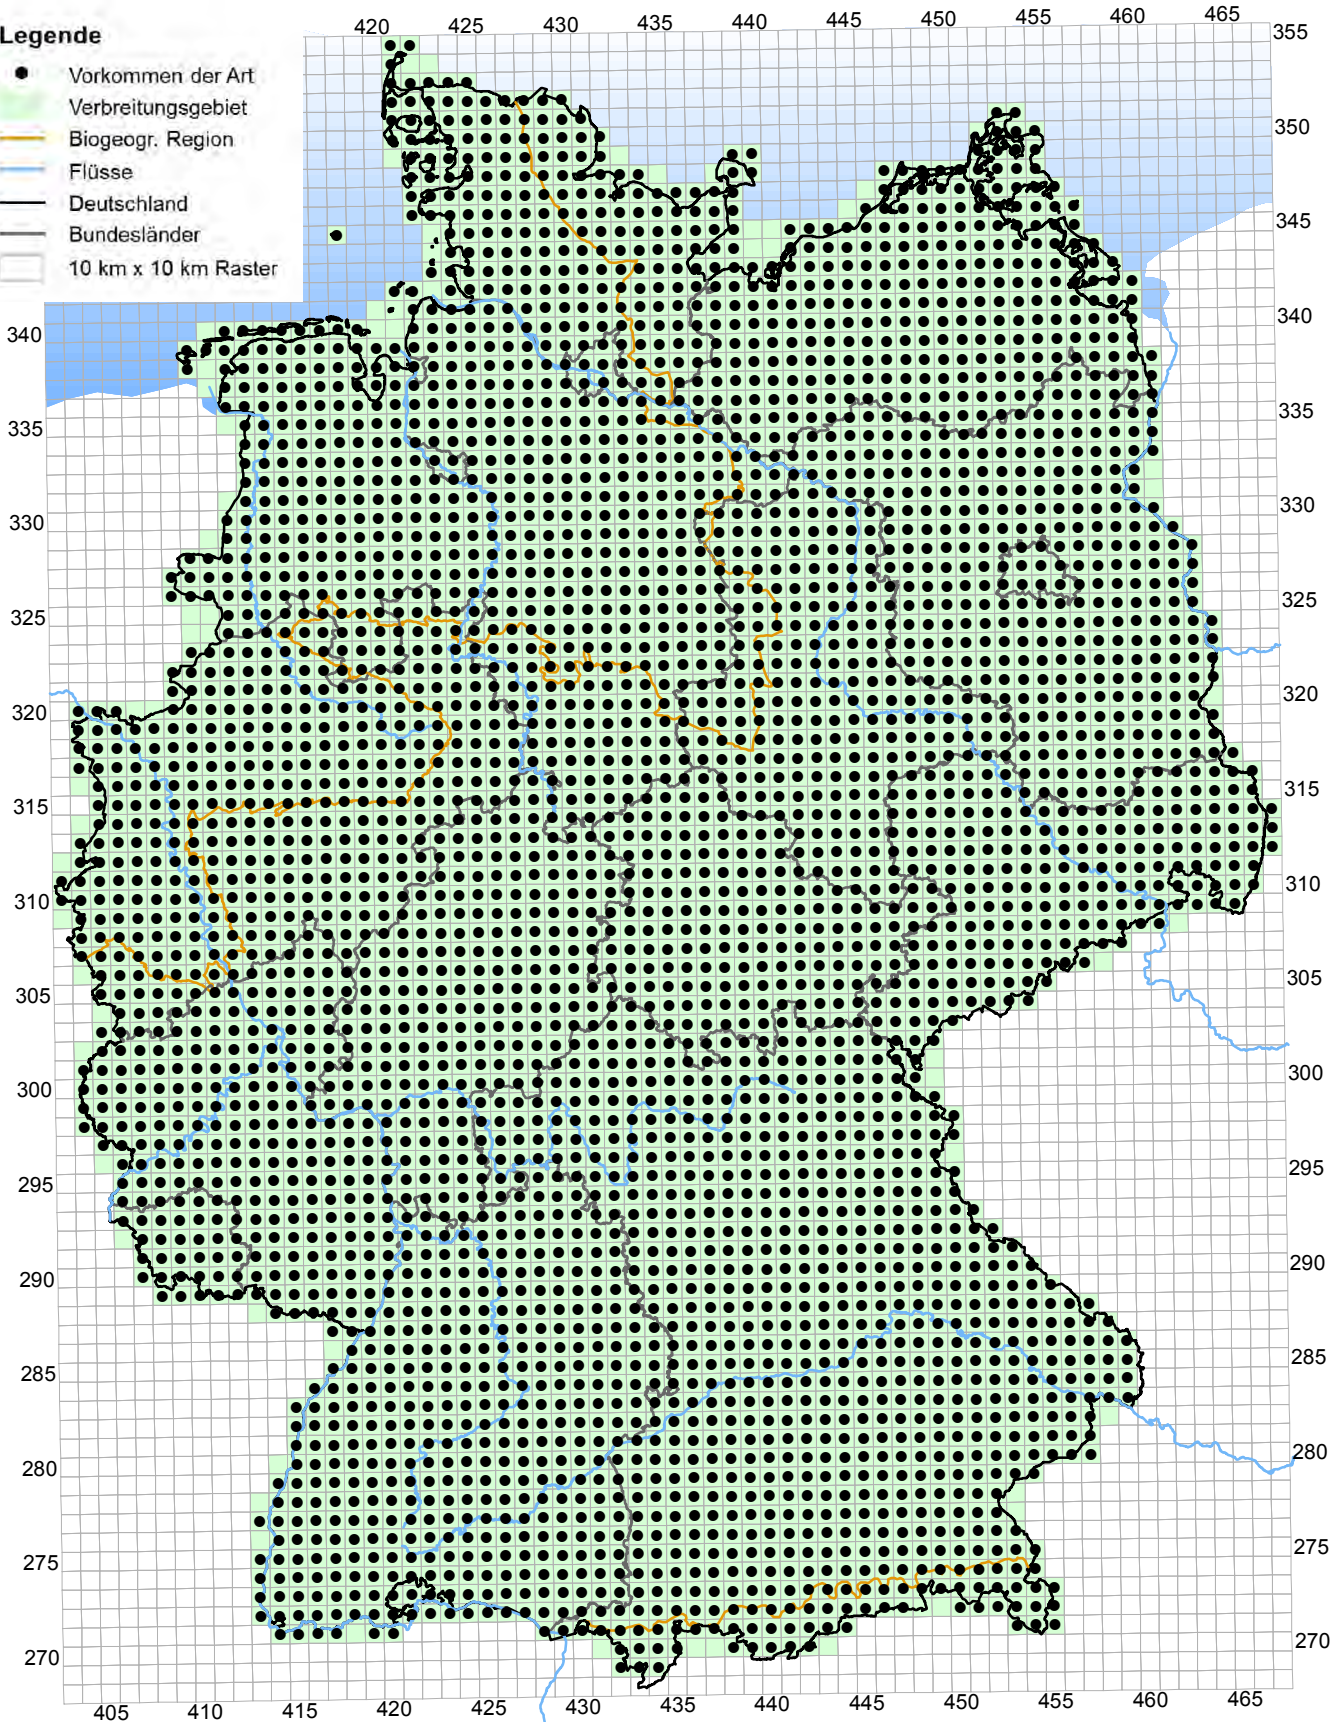 Legende
Vorkommen der Art
Verbreitungsgebiet
Biogeogr. Region
Flüsse
Deutschland
Bundesländer
10 km x 10 km Raster
420 425 430 435 440 445 450 455 460 465
355
350
345
340 340
335 335
330 330
325 325
320 320
315 315
310 310
305 305
300 300
295 295
290 290
285 285
280 280
275 275
270 270
405 410 415 420 425 430 435 440 445 450 455 460 465